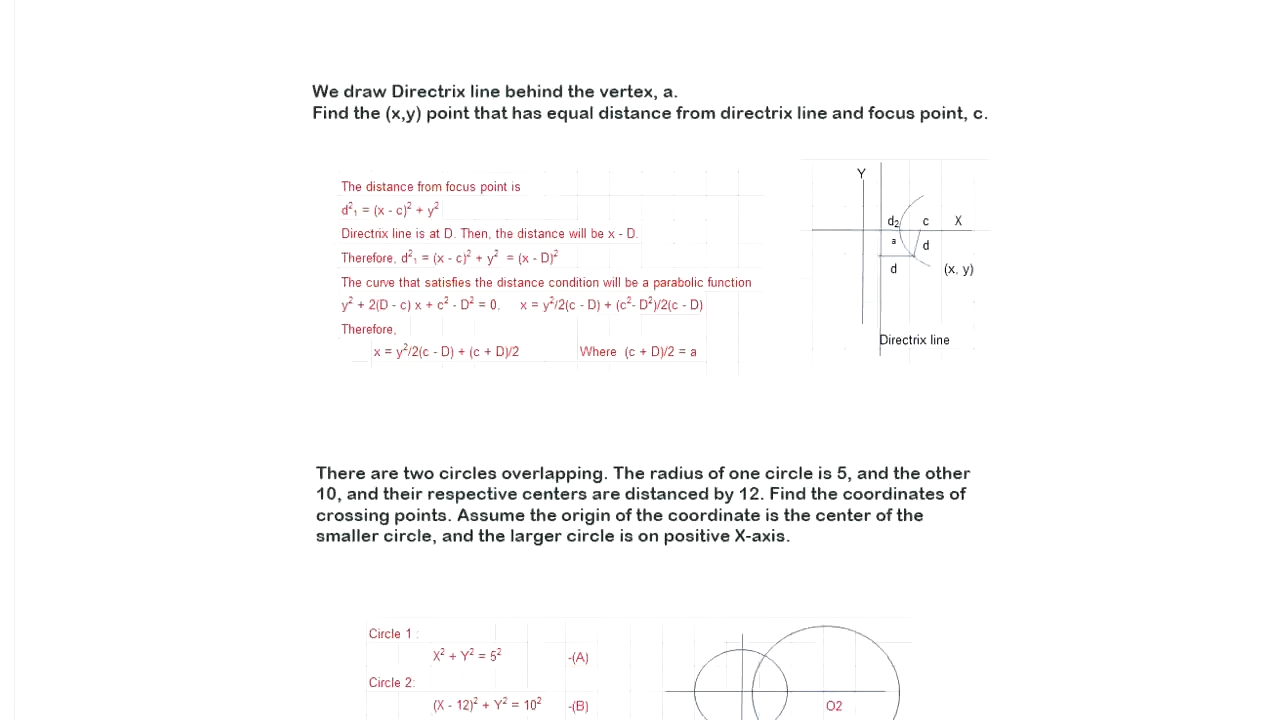 We draw Directrix line behind the vertex, a.
Find the (x,y) point that has equal distance from directrix line and focus point, c.
The distance from focus point is
d²₁ = (x - c)² + y²
Directrix line is at D. Then, the distance will be x - D.
Therefore, d²₁ = (x - c)² + y² = (x - D)²
The curve that satisfies the distance condition will be a parabolic function
y² + 2(D - c) x + c² - D² = 0, x = y²/2(c - D) + (c²- D²)/2(c - D)
Therefore,
x = y²/2(c - D) + (c + D)/2 Where (c + D)/2 = a
Y
d₂ c X
a d
d (x, y)
Directrix line
There are two circles overlapping. The radius of one circle is 5, and the other
10, and their respective centers are distanced by 12. Find the coordinates of
crossing points. Assume the origin of the coordinate is the center of the
smaller circle, and the larger circle is on positive X-axis.
Circle 1 :
X² + Y² = 5² -(A)
Circle 2:
(X - 12)² + Y² = 10² -(B)
O2